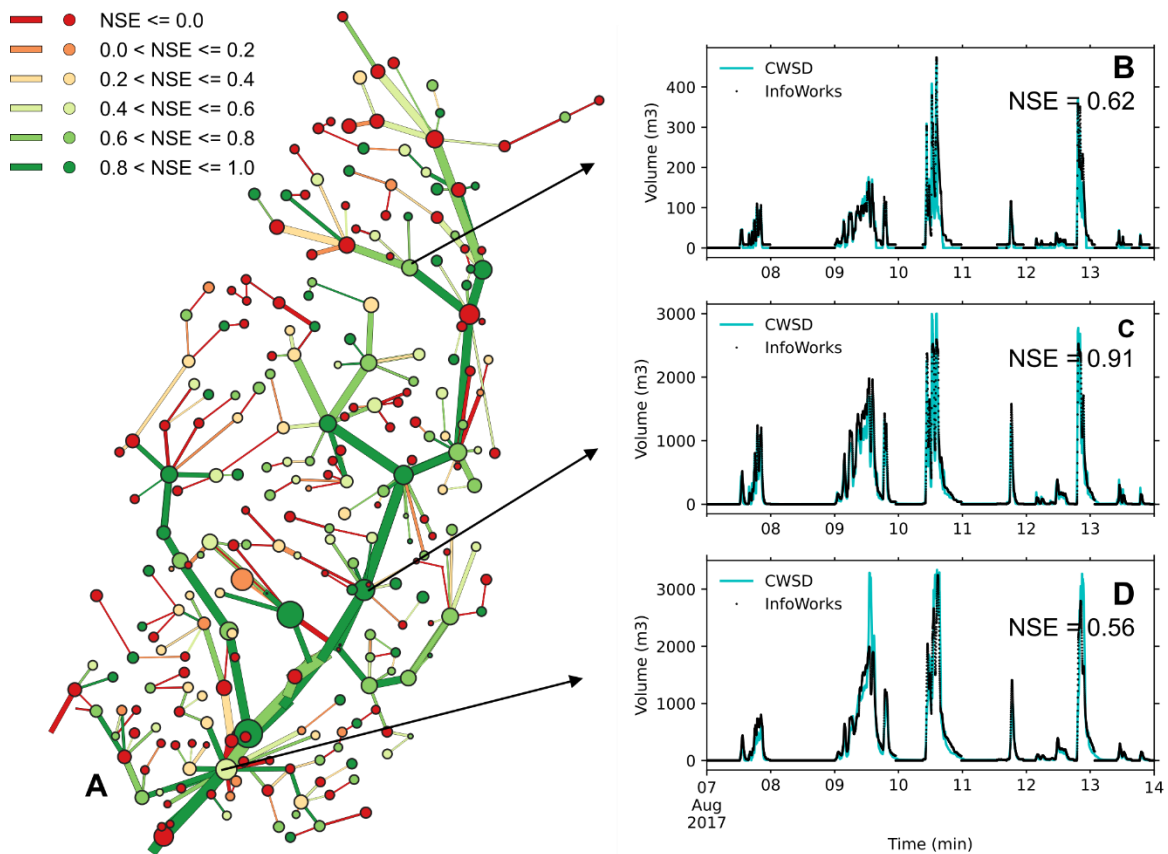 NSE <= 0.0
0.0 < NSE <= 0.2
0.2 < NSE <= 0.4
0.4 < NSE <= 0.6
0.6 < NSE <= 0.8
0.8 < NSE <= 1.0
A
B
CWSD
InfoWorks
NSE = 0.62
Volume (m3)
400
300
200
100
0
08 09 10 11 12 13
C
CWSD
InfoWorks
NSE = 0.91
Volume (m3)
3000
2000
1000
0
08 09 10 11 12 13
D
CWSD
InfoWorks
NSE = 0.56
Volume (m3)
3000
2000
1000
0
07 08 09 10 11 12 13 14
Aug
2017
Time (min)